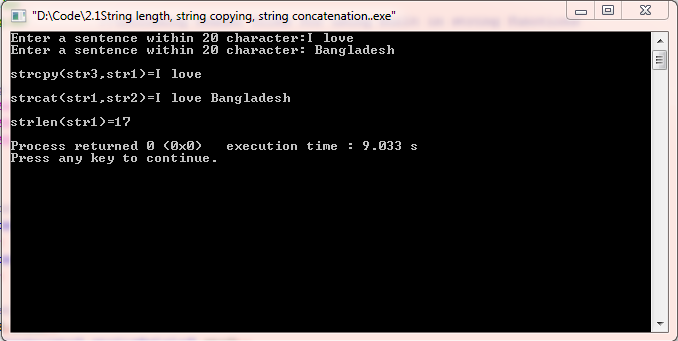 "D:\Code\2.1String length, string copying, string concatenation..exe"
Enter a sentence within 20 character:I love
Enter a sentence within 20 character: Bangladesh
strcpy(str3,str1)=I love
strcat(str1,str2)=I love Bangladesh
strlen(str1)=17
Process returned 0 (0x0)   execution time : 9.033 s
Press any key to continue.